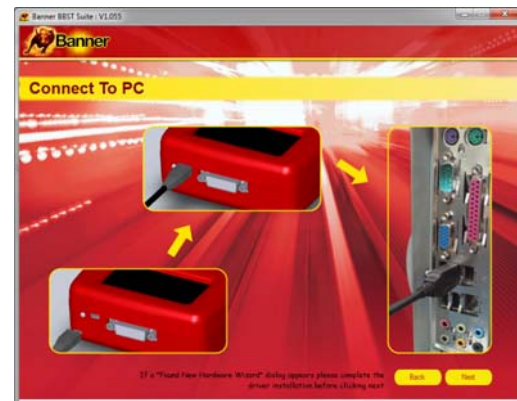 Banner BBST Suite : V1.055
Banner
Connect To PC
If a "Found New Hardware Wizard" dialog appears please complete the
driver installation before clicking next
Back
Next